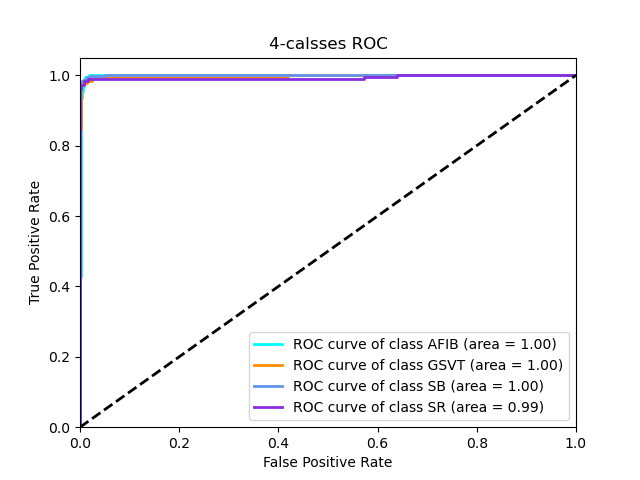 4-calsses ROC
1.0
0.8
0.6
0.4
0.2
0.0
True Positive Rate
ROC curve of class AFIB (area = 1.00)
ROC curve of class GSVT (area = 1.00)
ROC curve of class SB (area = 1.00)
ROC curve of class SR (area = 0.99)
0.0 0.2 0.4 0.6 0.8 1.0
False Positive Rate